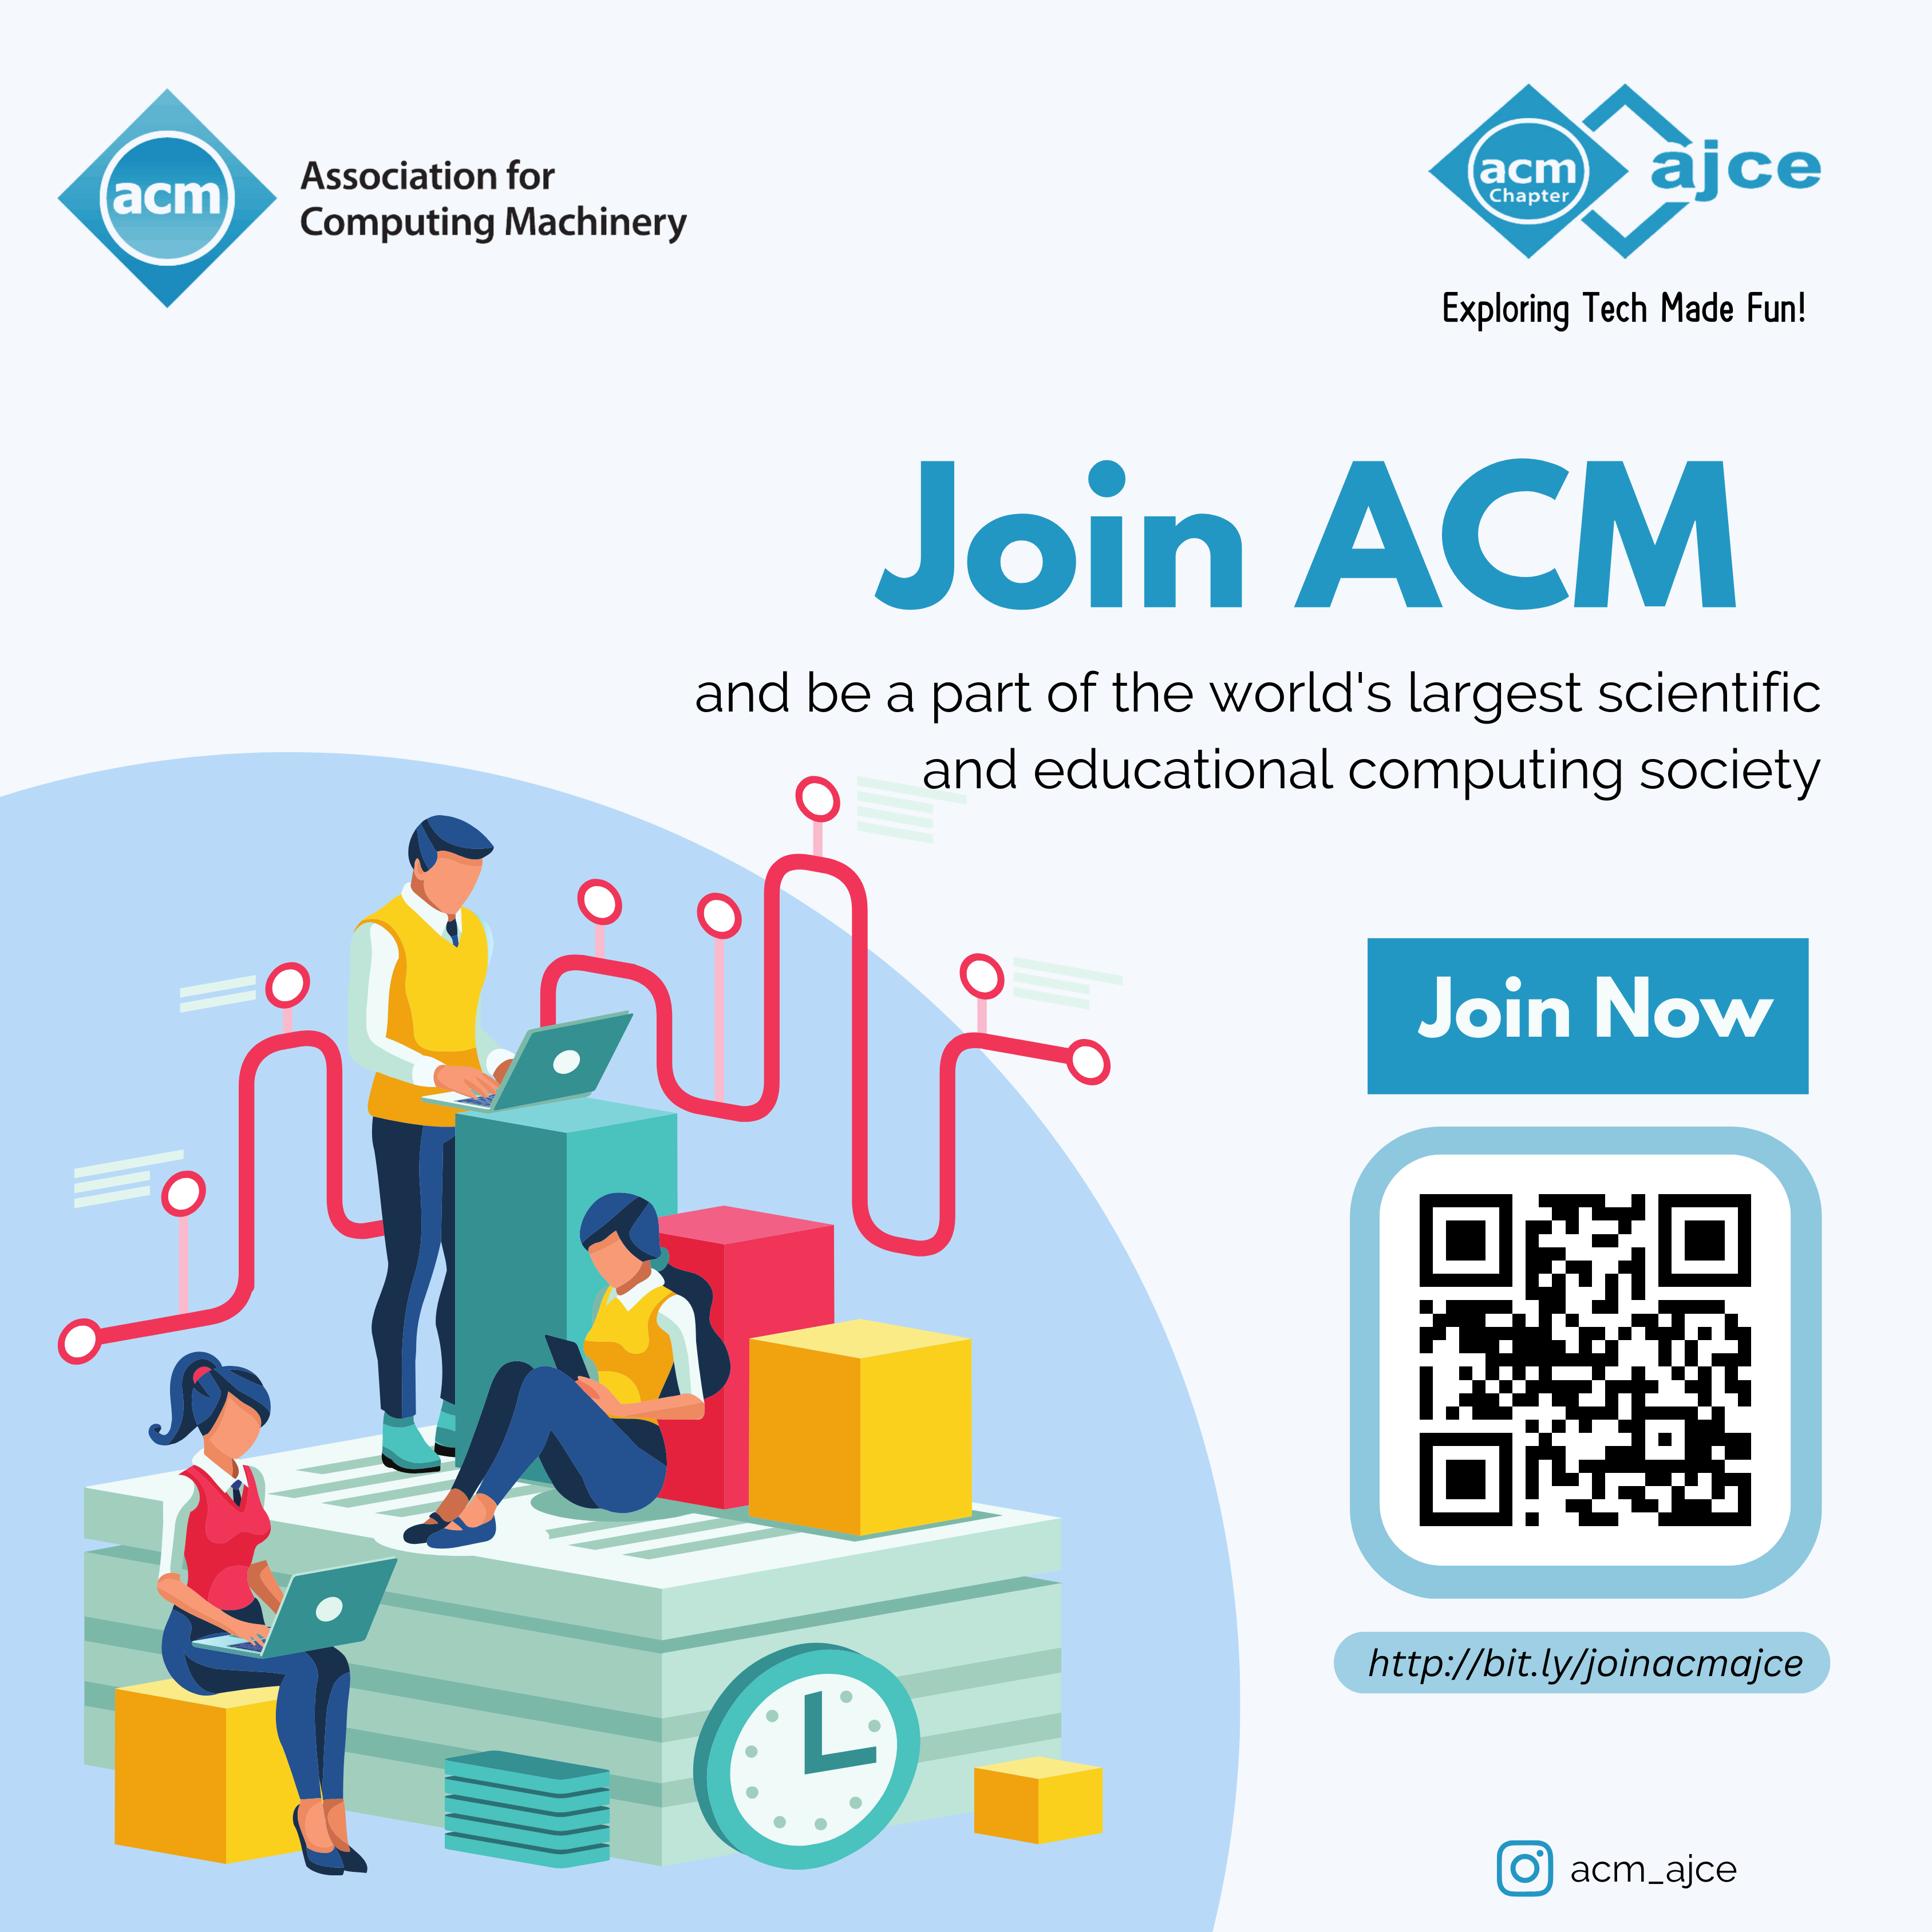 acm
Association for
Computing Machinery
acm
Chapter
ajce
Exploring Tech Made Fun!
Join ACM
and be a part of the world's largest scientific
and educational computing society
Join Now
http://bit.ly/joinacmajce
acm_ajce